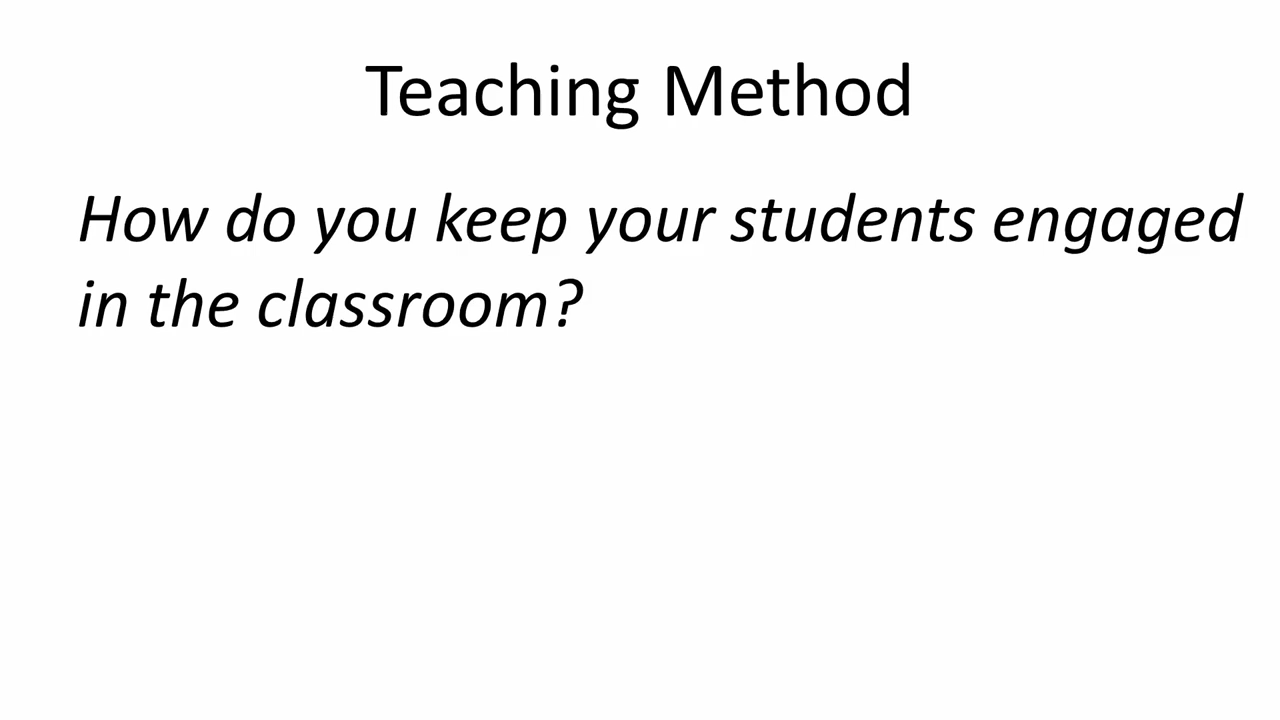 Teaching Method
How do you keep your students engaged
in the classroom?